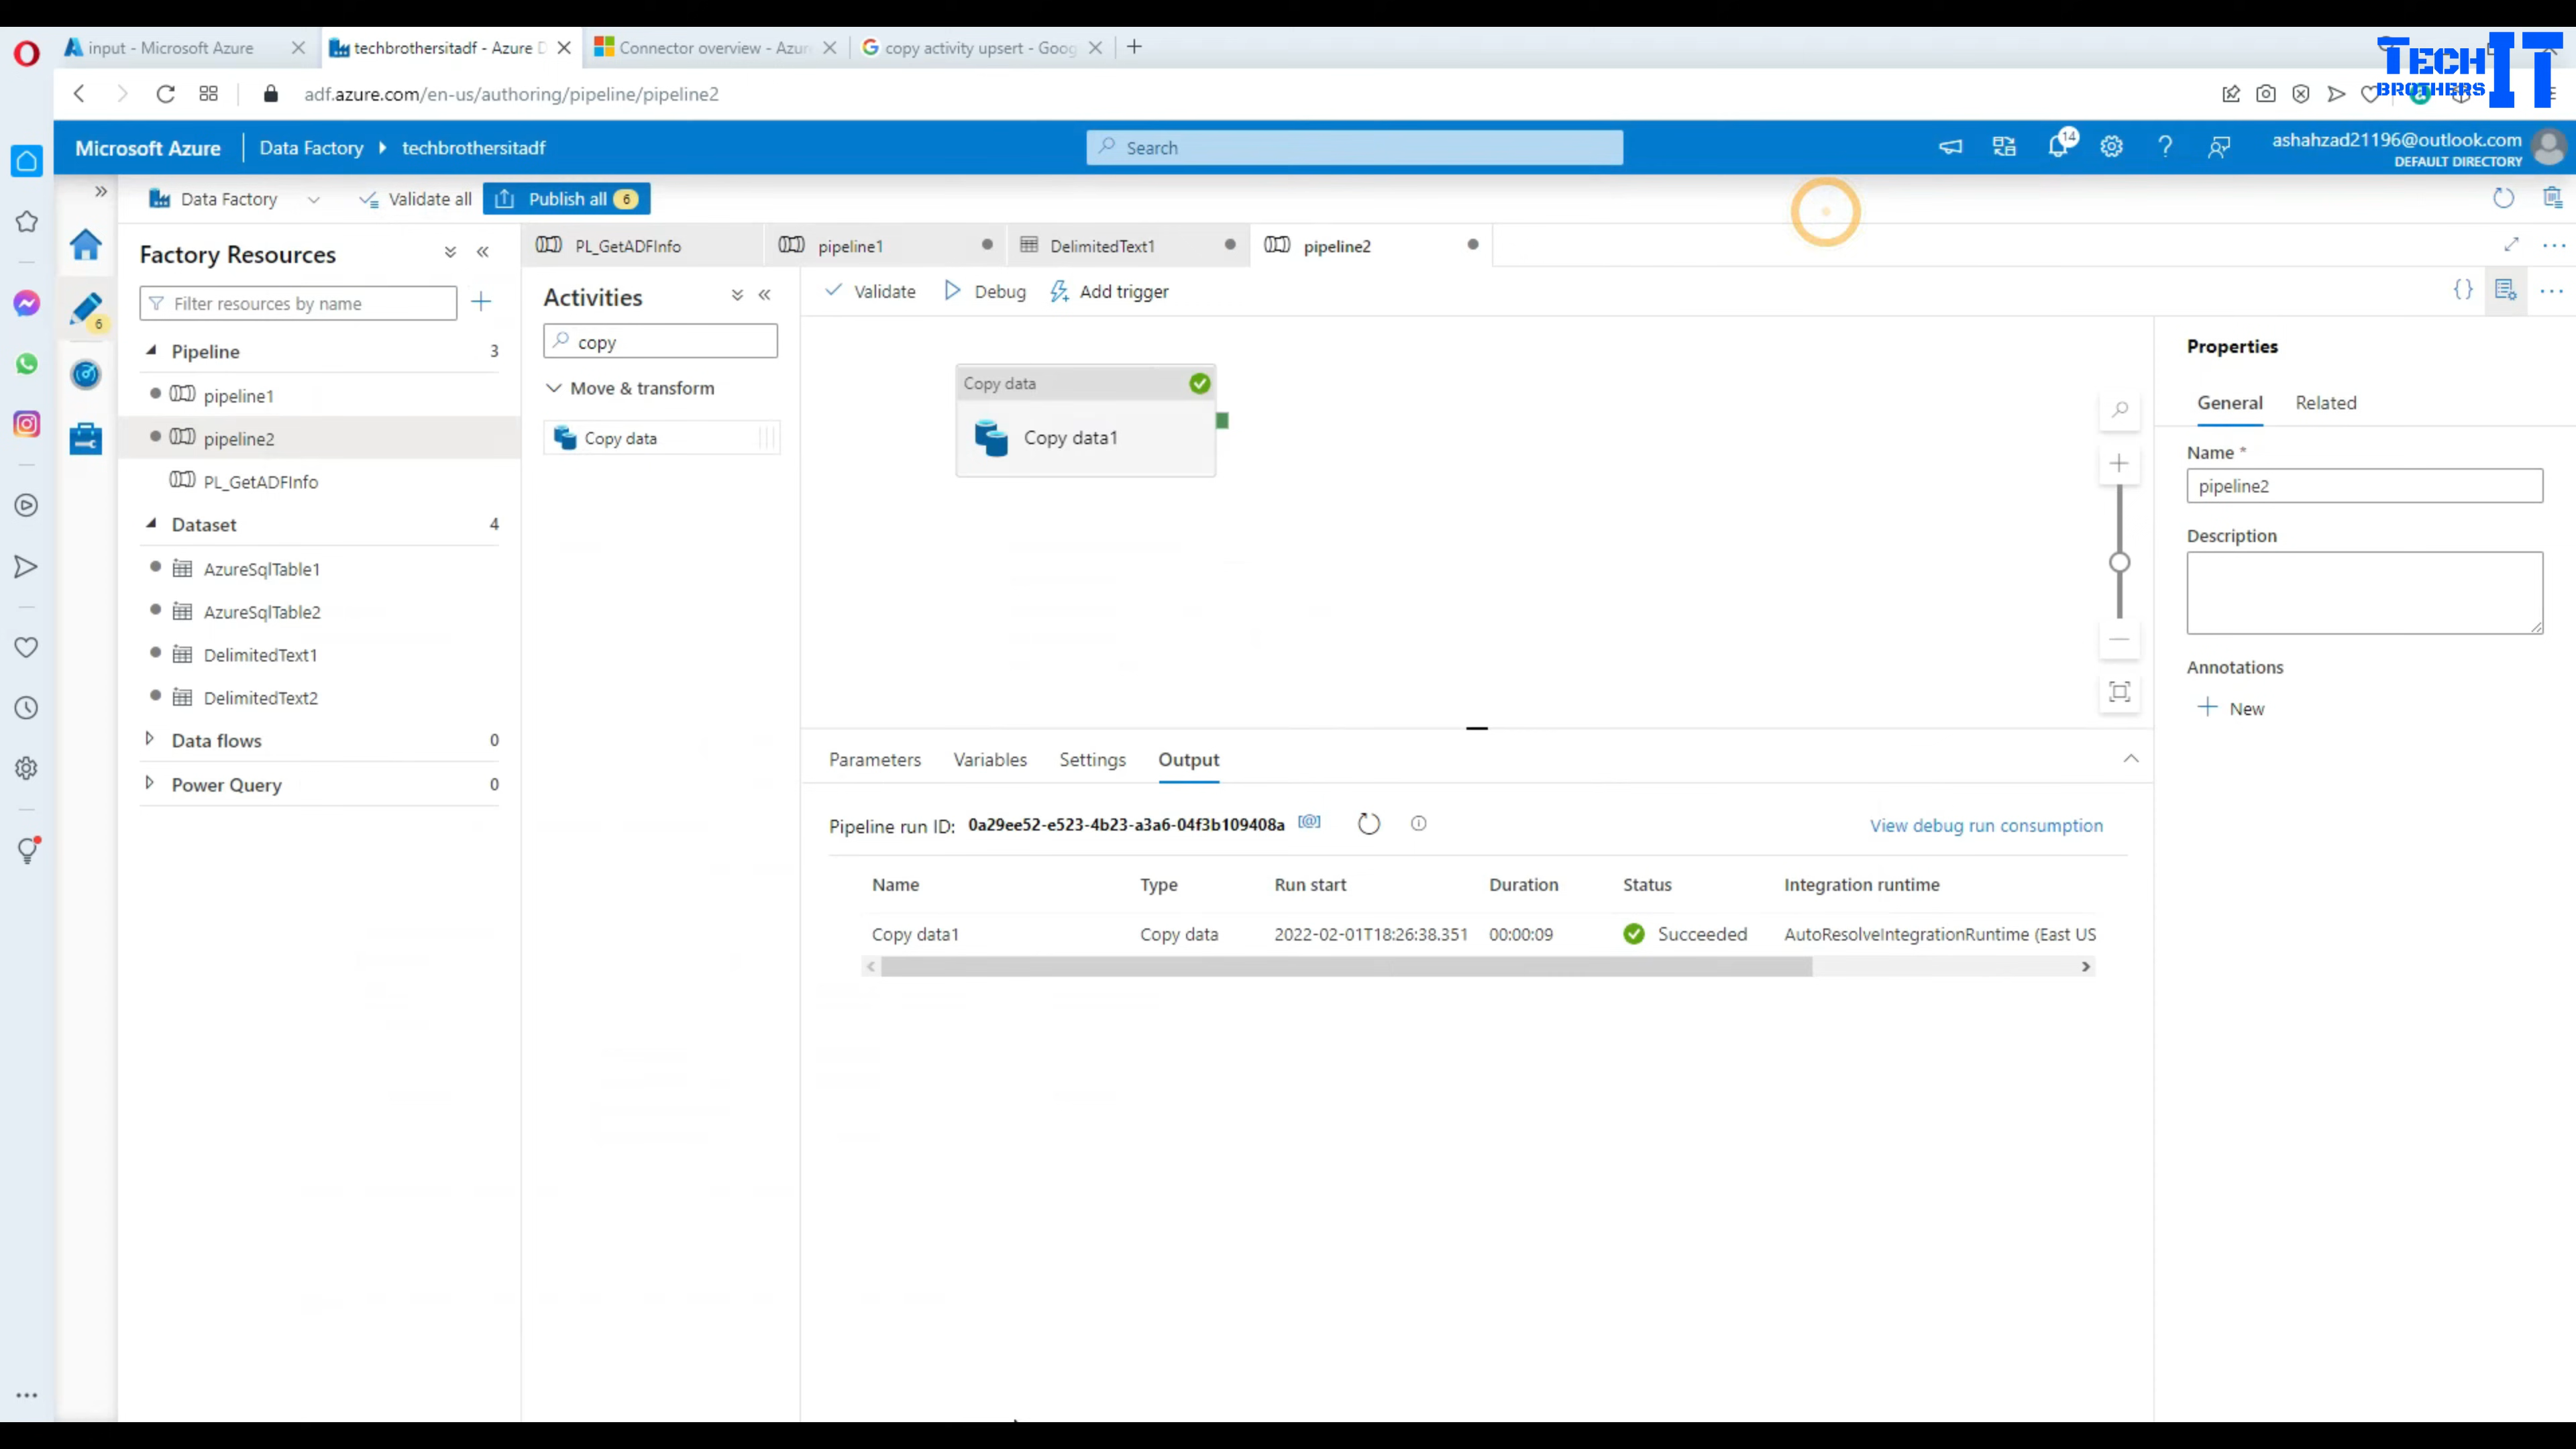 input - Microsoft Azure
techbrothersitadf - Azure D
Connector overview - Azur
copy activity upsert - Goog
TECH IT
BROTHERS
adf.azure.com/en-us/authoring/pipeline/pipeline2
Microsoft Azure
Data Factory
techbrothersitadf
Search
14
ashahzad21196@outlook.com
DEFAULT DIRECTORY
Data Factory
Validate all
Publish all 6
Factory Resources
PL_GetADFInfo
pipeline1
DelimitedText1
pipeline2
Filter resources by name
Activities
Validate
Debug
Add trigger
6
copy
Pipeline 3
pipeline1
pipeline2
PL_GetADFInfo
Dataset 4
AzureSqlTable1
AzureSqlTable2
DelimitedText1
DelimitedText2
Data flows 0
Power Query 0
Move & transform
Copy data
Copy data
Copy data1
Properties
General
Related
Name *
pipeline2
Description
Annotations
New
Parameters
Variables
Settings
Output
Pipeline run ID: 0a29ee52-e523-4b23-a3a6-04f3b109408a
View debug run consumption
Name
Type
Run start
Duration
Status
Integration runtime
Copy data1
Copy data
2022-02-01T18:26:38.351
00:00:09
Succeeded
AutoResolveIntegrationRuntime (East US